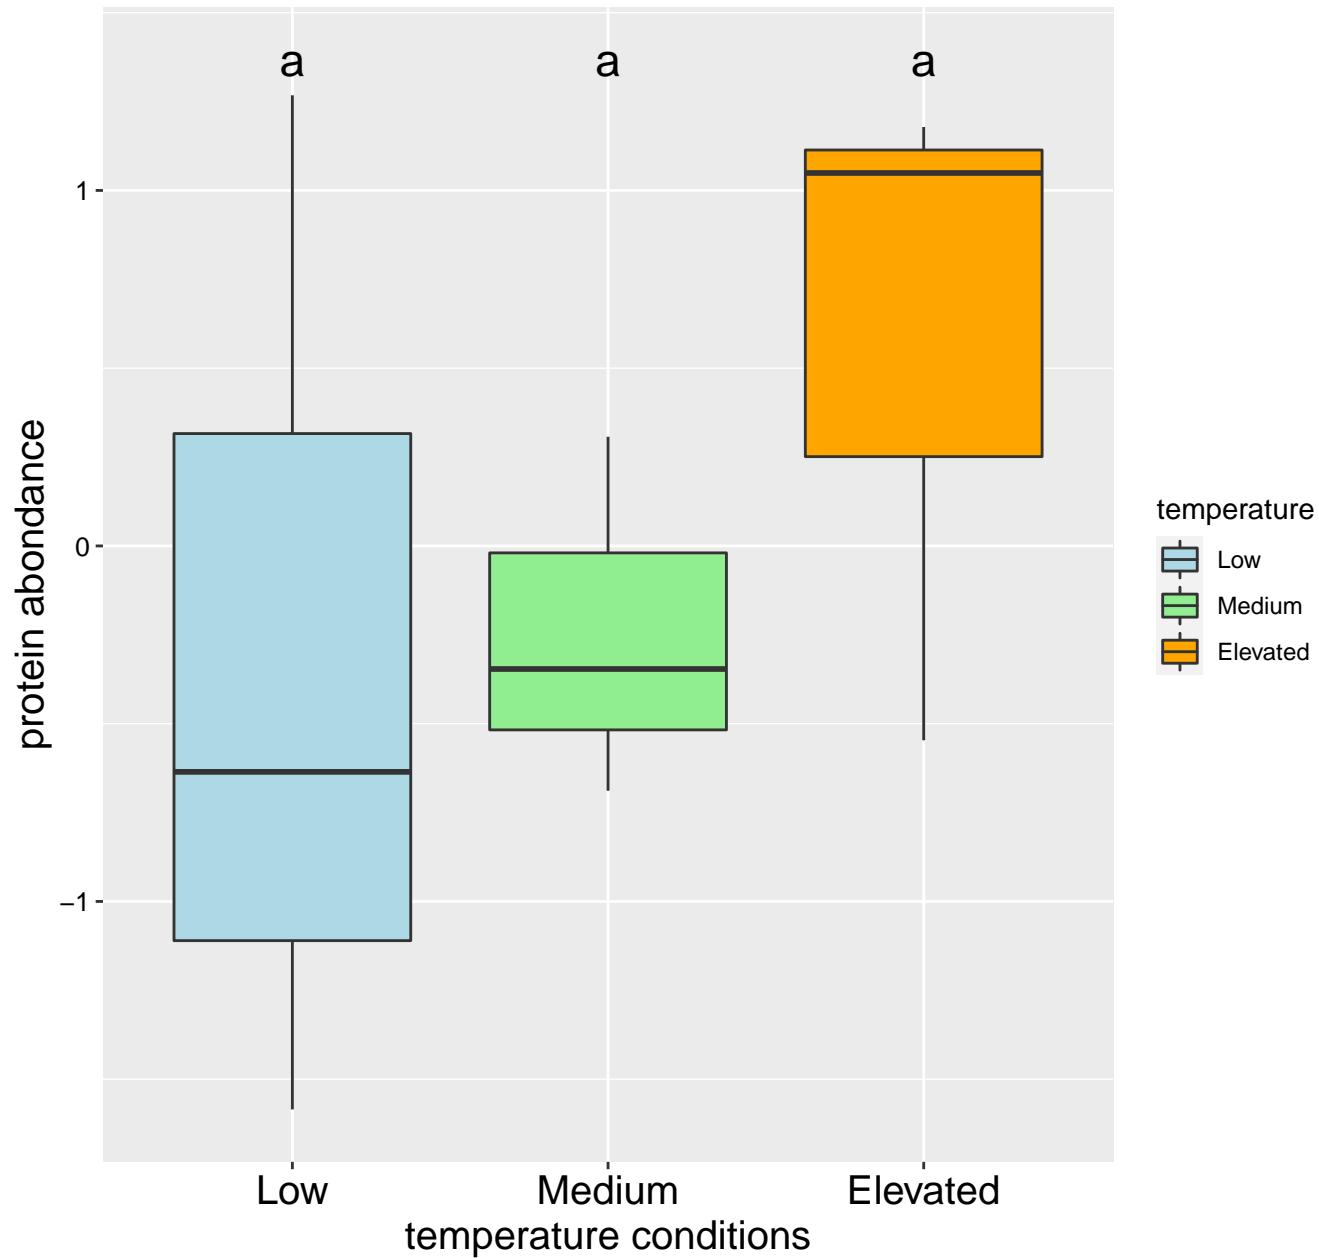 a a a
1
0
−1
protein abondance
Low Medium Elevated
temperature conditions
temperature
Low
Medium
Elevated